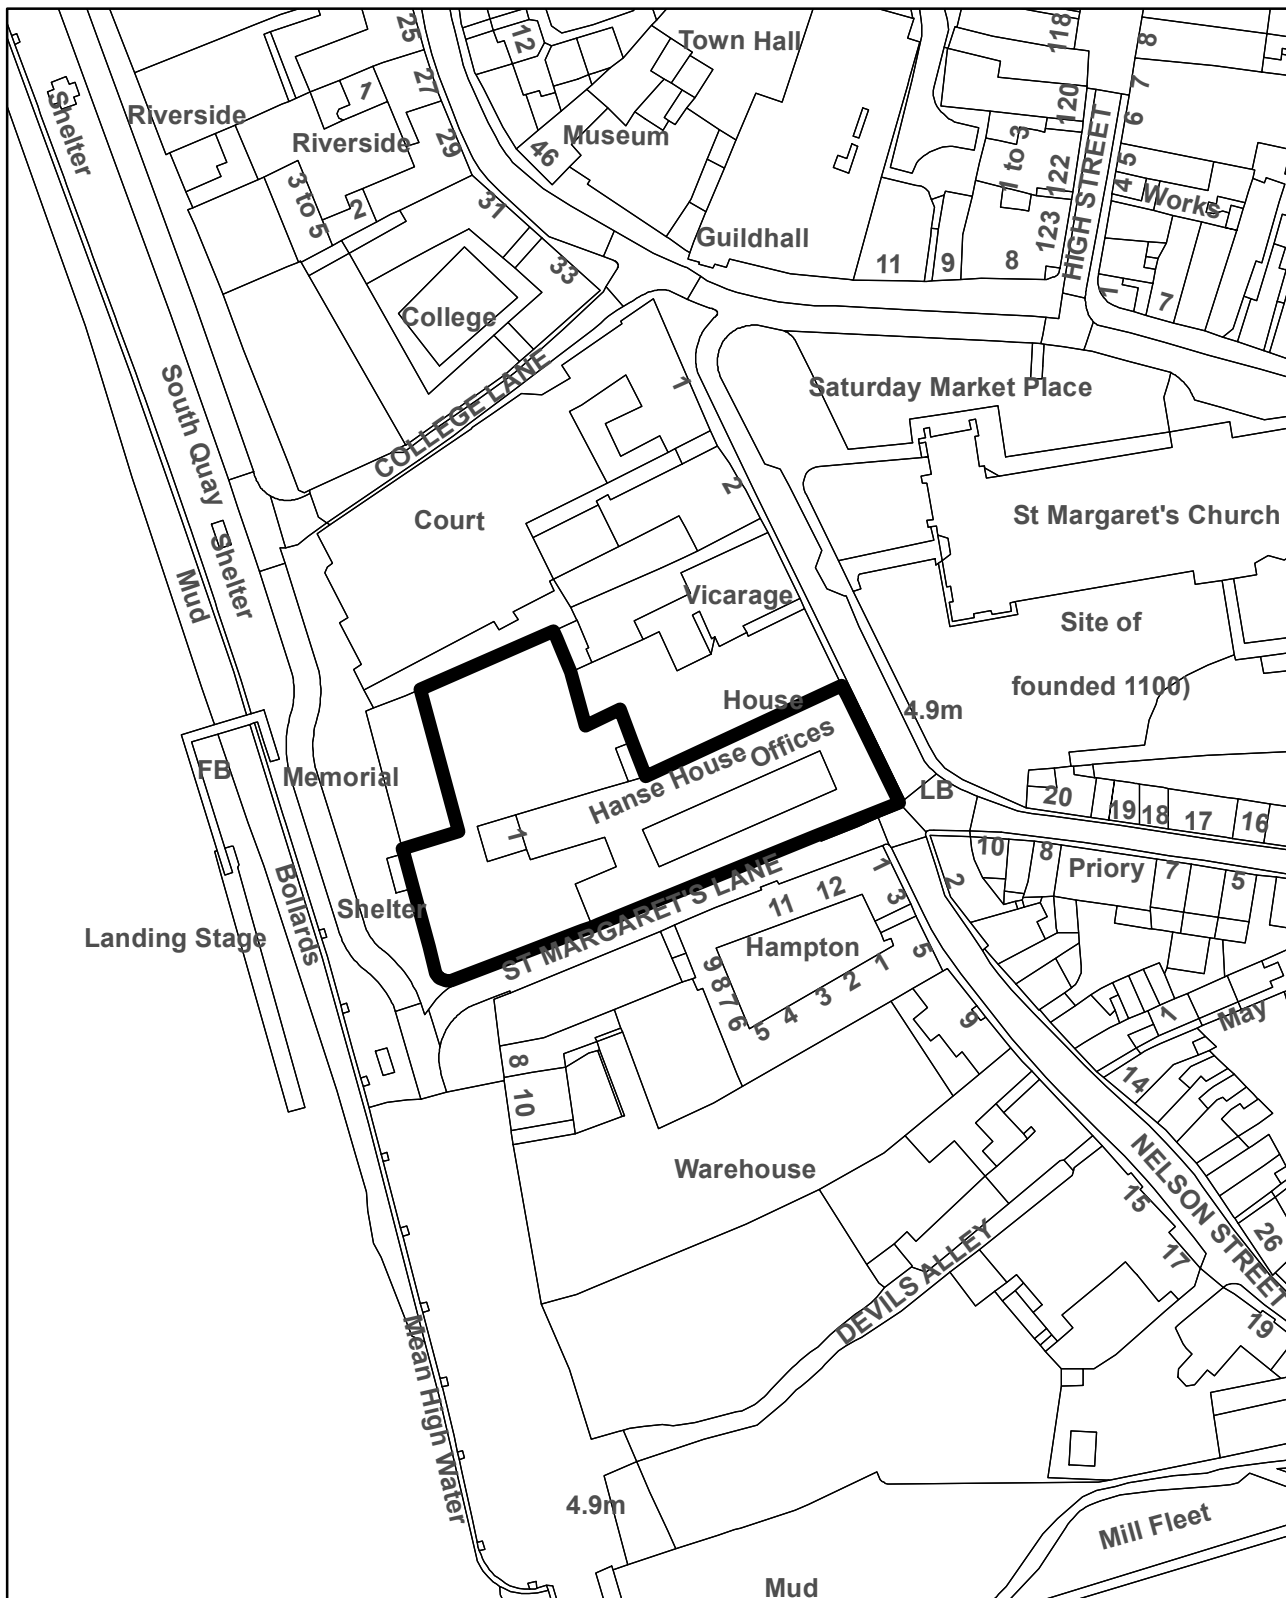 25
12
Town Hall
118
8
27
1
7
Shelter
Riverside
Riverside
29
46
Museum
120
6
1 to 3
HIGH STREET
5
122
4
Works
3 to 5
2
31
123
Guildhall
11
9
8
33
1
7
College
COLLEGE LANE
1
Saturday Market Place
South Quay
2
Court
St Margaret's Church
Shelter
Mud
Vicarage
Site of
founded 1100)
House
4.9m
Hanse House
Offices
FB
Memorial
LB
20
19
18
17
16
1
10
8
Priory
7
5
Bollards
Shelter
ST MARGARET'S LANE
11
12
1
3
2
Landing Stage
Hampton
5
9
8
7
6
5
4
3
2
1
9
1
May
8
10
14
Warehouse
NELSON STREET
15
17
26
DEVILS ALLEY
19
Mean High Water
4.9m
Mill Fleet
Mud